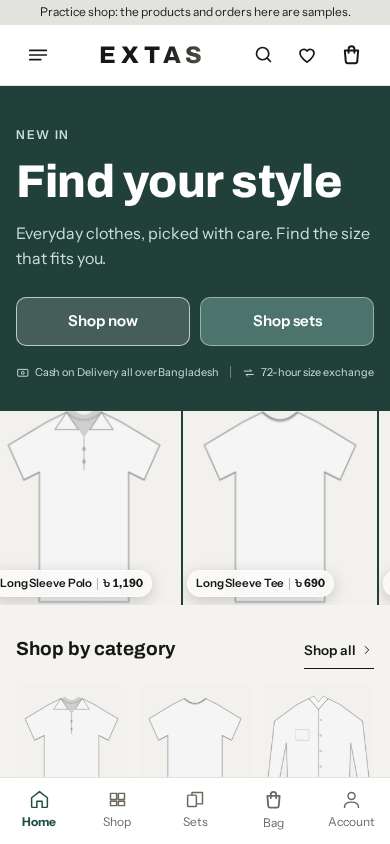 Practice shop: the products and orders here are samples.
EXTAS
NEW IN
Find your style
Everyday clothes, picked with care. Find the size
that fits you.
Shop now
Shop sets
Cash on Delivery all over Bangladesh
72-hour size exchange
Long Sleeve Polo | ৳ 1,190
Long Sleeve Tee | ৳ 690
Shop by category
Shop all
Home
Shop
Sets
Bag
Account